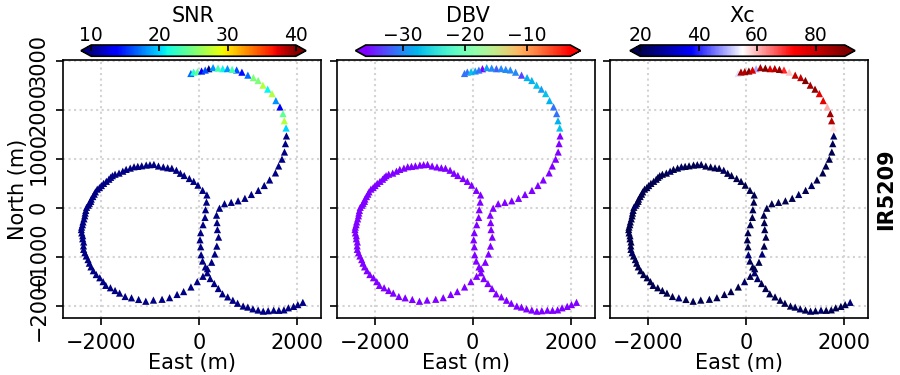 SNR DBV Xc
10 20 30 40 −30 −20 −10 20 40 60 80
North (m)
3000
2000
1000
0
−1000
−2000
IR5209
−2000 0 2000 −2000 0 2000 −2000 0 2000
East (m) East (m) East (m)